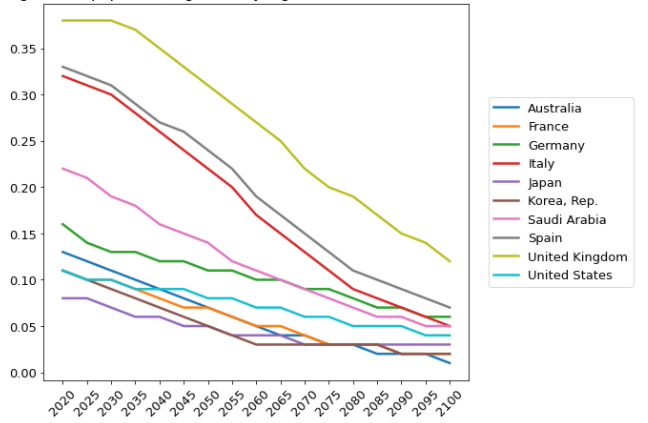 0.35
0.30
0.25
0.20
0.15
0.10
0.05
0.00
2020 2025 2030 2035 2040 2045 2050 2055 2060 2065 2070 2075 2080 2085 2090 2095 2100
Australia
France
Germany
Italy
Japan
Korea, Rep.
Saudi Arabia
Spain
United Kingdom
United States